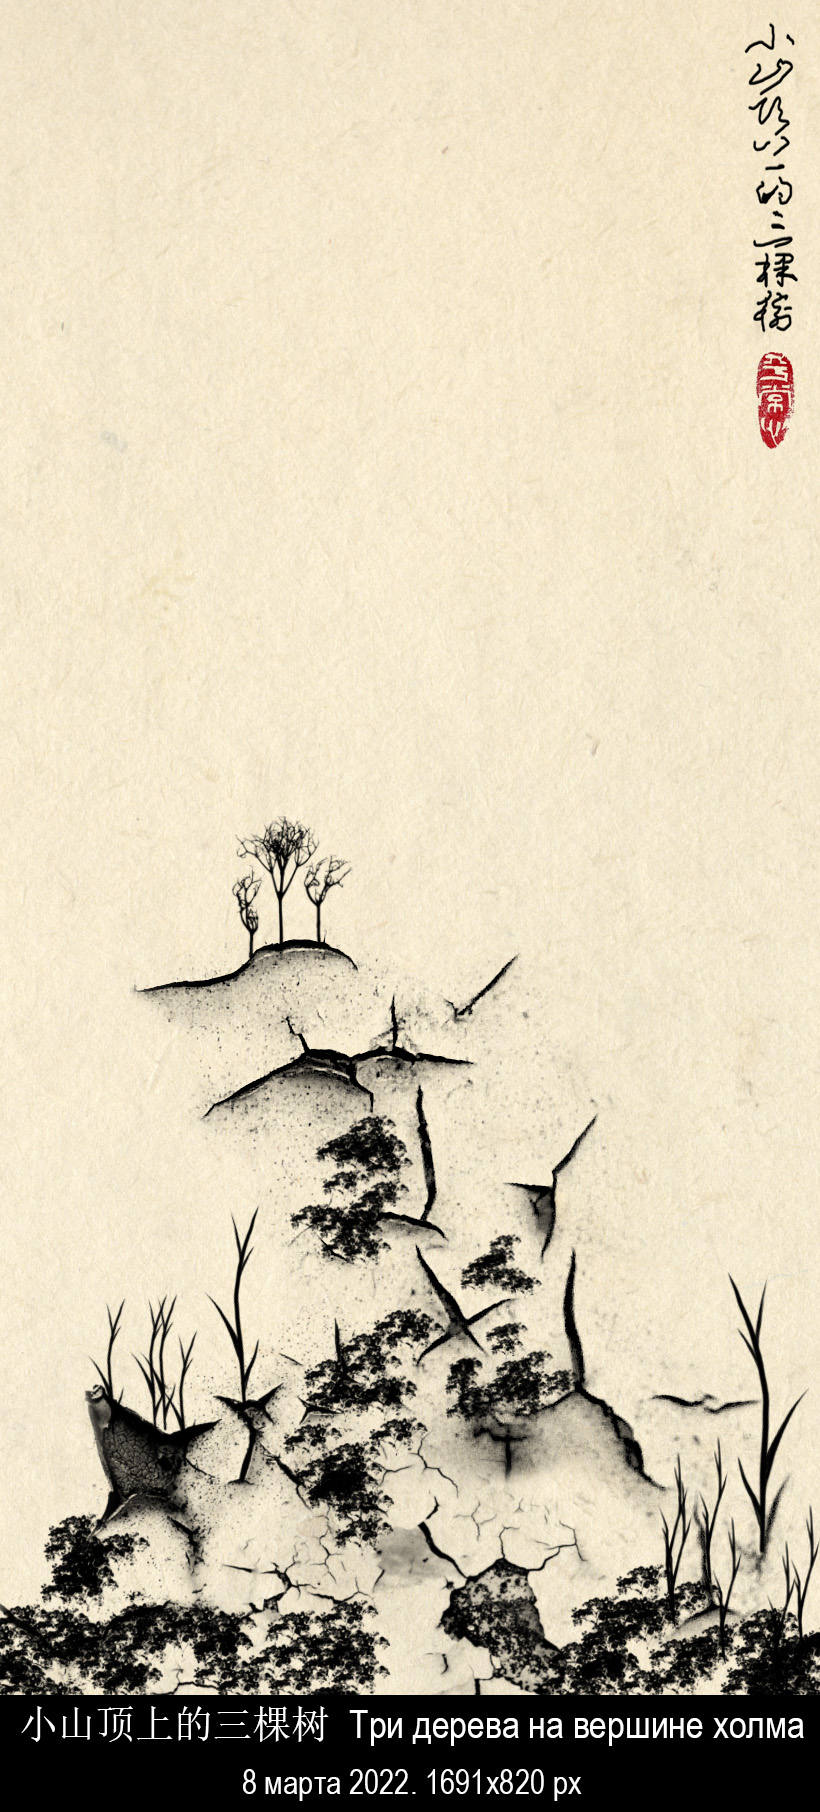 小山顶上的三棵树
小山顶上的三棵树 Три дерева на вершине холма
8 марта 2022. 1691x820 px